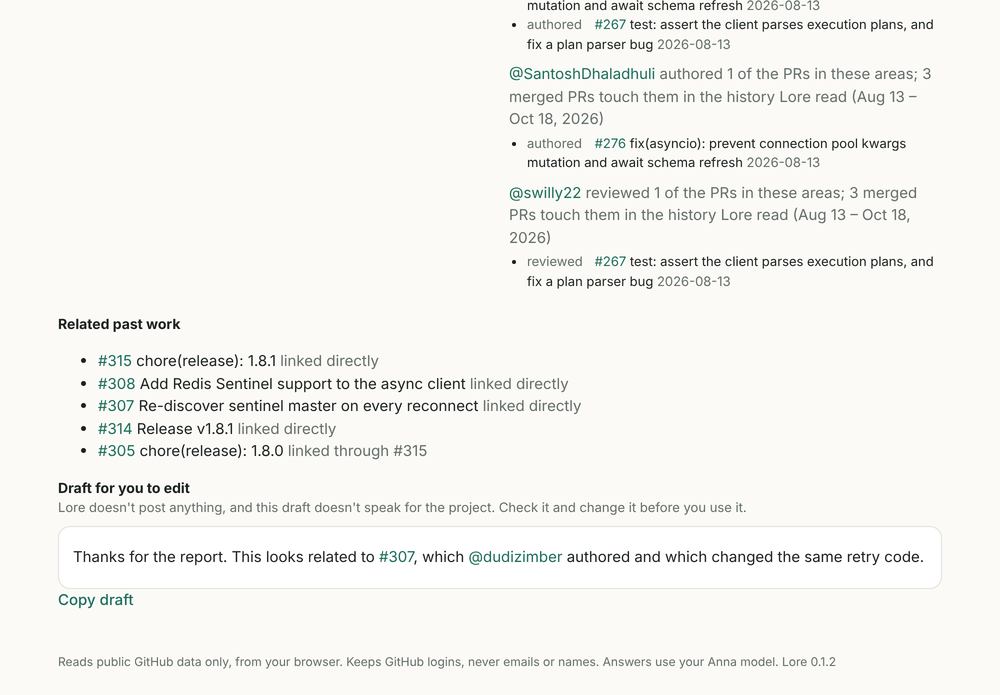 mutation and await schema refresh 2026-08-13
• authored #267 test: assert the client parses execution plans, and
fix a plan parser bug 2026-08-13
@SantoshDhaladhuli authored 1 of the PRs in these areas; 3
merged PRs touch them in the history Lore read (Aug 13 –
Oct 18, 2026)
• authored #276 fix(asyncio): prevent connection pool kwargs
mutation and await schema refresh 2026-08-13
@swilly22 reviewed 1 of the PRs in these areas; 3 merged
PRs touch them in the history Lore read (Aug 13 – Oct 18,
2026)
• reviewed #267 test: assert the client parses execution plans, and
fix a plan parser bug 2026-08-13
Related past work
• #315 chore(release): 1.8.1 linked directly
• #308 Add Redis Sentinel support to the async client linked directly
• #307 Re-discover sentinel master on every reconnect linked directly
• #314 Release v1.8.1 linked directly
• #305 chore(release): 1.8.0 linked through #315
Draft for you to edit
Lore doesn't post anything, and this draft doesn't speak for the project. Check it and change it before you use it.
Thanks for the report. This looks related to #307, which @dudizimber authored and which changed the same retry code.
Copy draft
Reads public GitHub data only, from your browser. Keeps GitHub logins, never emails or names. Answers use your Anna model. Lore 0.1.2